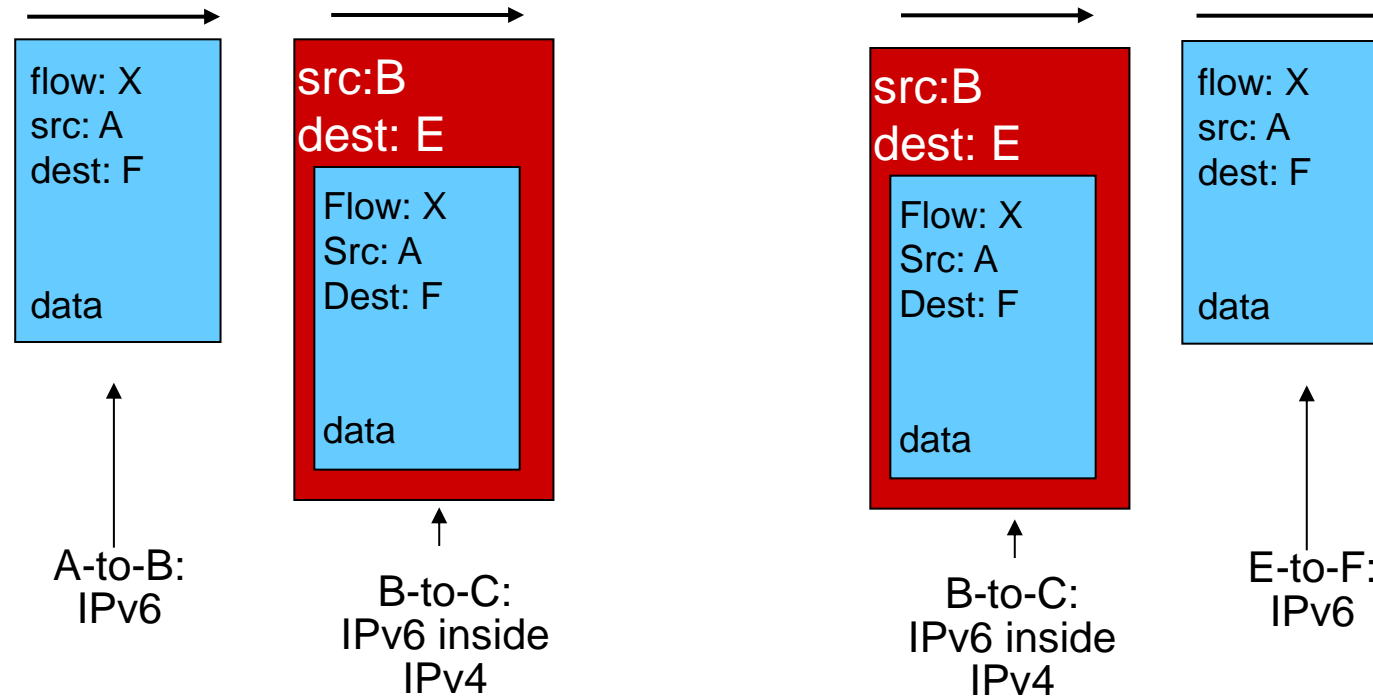 flow: X
src: A
dest: F
data
A-to-B:
IPv6
src:B
dest: E
Flow: X
Src: A
Dest: F
data
B-to-C:
IPv6 inside
IPv4
src:B
dest: E
Flow: X
Src: A
Dest: F
data
B-to-C:
IPv6 inside
IPv4
flow: X
src: A
dest: F
data
E-to-F:
IPv6